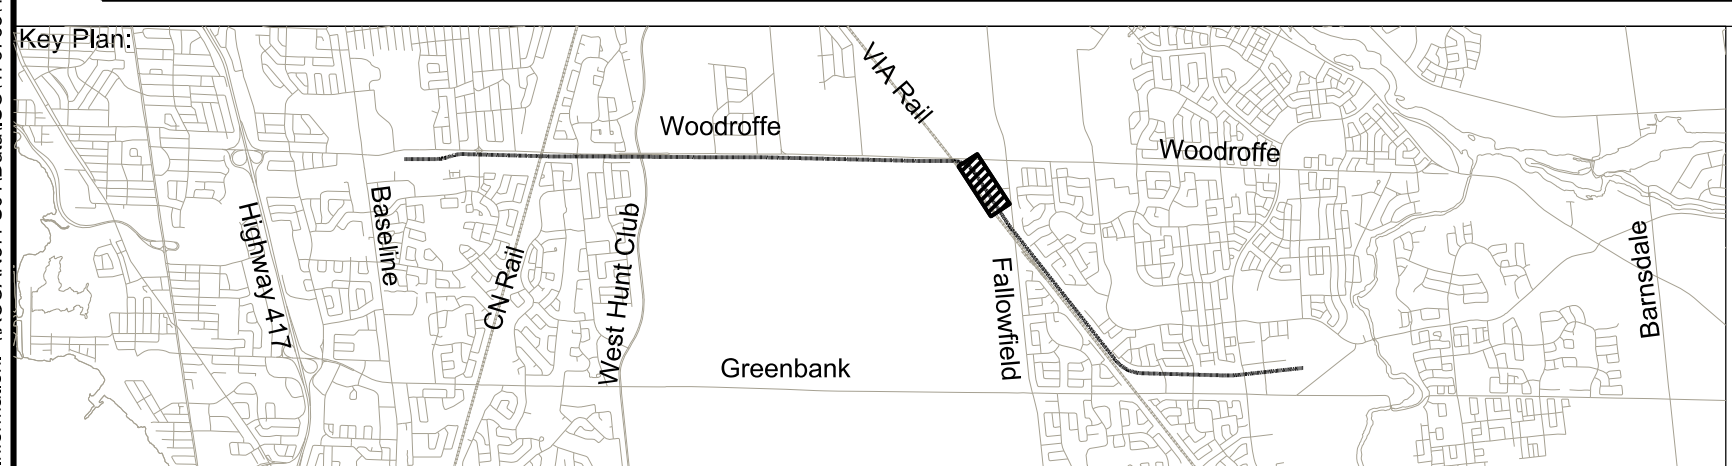 Key Plan:
VIA Rail
Woodroffe
Woodroffe
Highway 417
Baseline
CN Rail
West Hunt Club
Fallowfield
Barnsdale
Greenbank